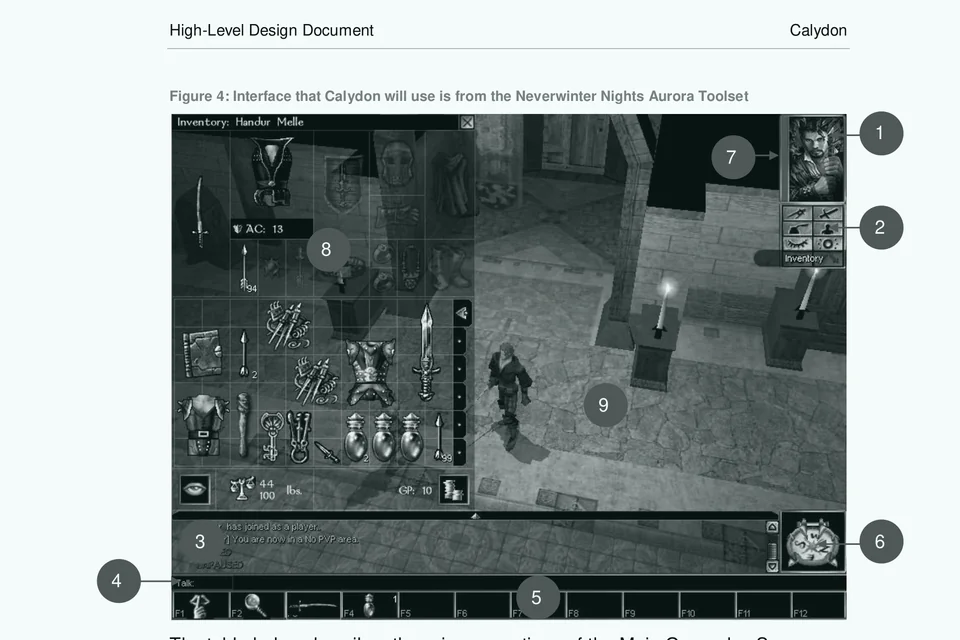 High-Level Design Document Calydon
Figure 4: Interface that Calydon will use is from the Neverwinter Nights Aurora Toolset
Inventory: Handur Melle
1
7
2
AC: 13
8
94
Inventory
2
9
2
99
44
100 lbs.
GP: 10
has joined as a player..
] You are now in a No PVP area.
3
6
4
Talk:
5
1
F1 F2 F4 F5 F6 F7 F8 F9 F10 F11 F12